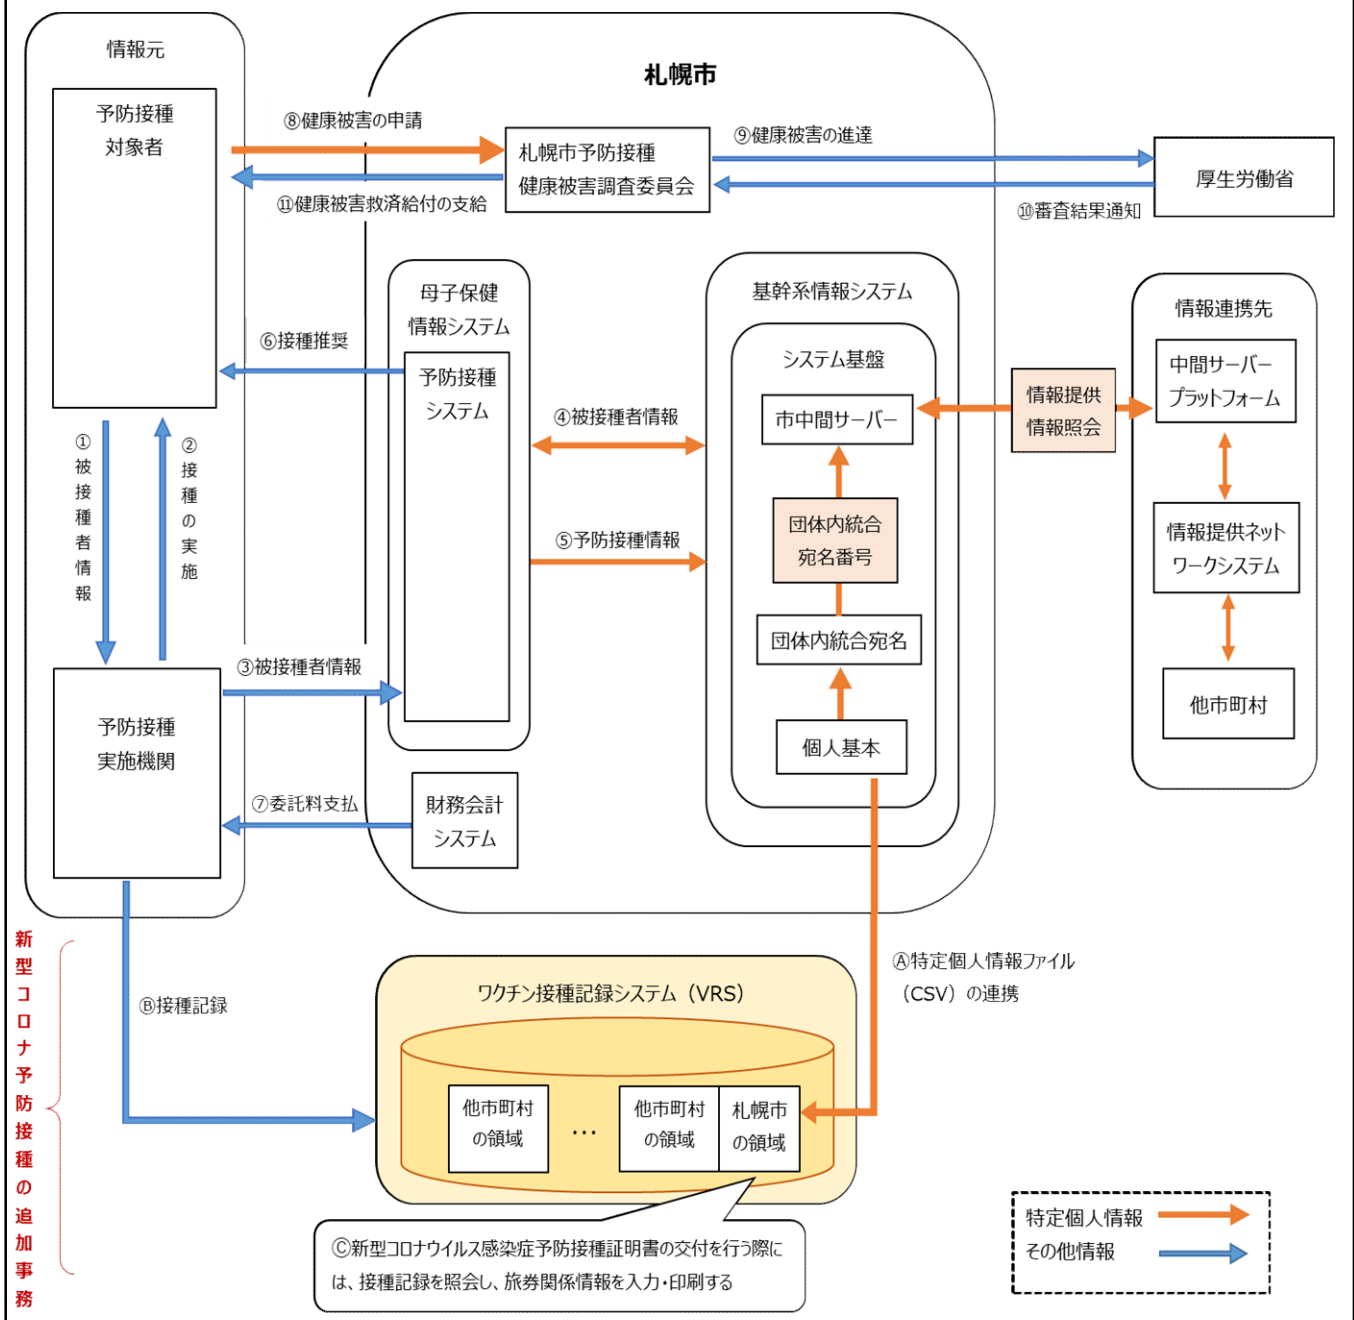 情報元
予防接種
対象者
札幌市
⑧健康被害の申請
⑪健康被害救済給付の支給
札幌市予防接種
健康被害調査委員会
⑨健康被害の進達
⑩審査結果通知
厚生労働省
母子保健
情報システム
予防接種
システム
⑥接種推奨
④被接種者情報
⑤予防接種情報
基幹系情報システム
システム基盤
市中間サーバー
団体内統合
宛名番号
団体内統合宛名
個人基本
情報提供
情報照会
情報連携先
中間サーバー
プラットフォーム
情報提供ネット
ワークシステム
他市町村
①被接種者情報
②接種の実施
予防接種
実施機関
③被接種者情報
⑦委託料支払
財務会計
システム
新型コロナ予防接種の追加事務
Ⓑ接種記録
Ⓐ特定個人情報ファイル
（CSV）の連携
ワクチン接種記録システム（VRS）
他市町村
の領域
…
他市町村
の領域
札幌市
の領域
Ⓒ新型コロナウイルス感染症予防接種証明書の交付を行う際に
は、接種記録を照会し、旅券関係情報を入力・印刷する
特定個人情報
その他情報